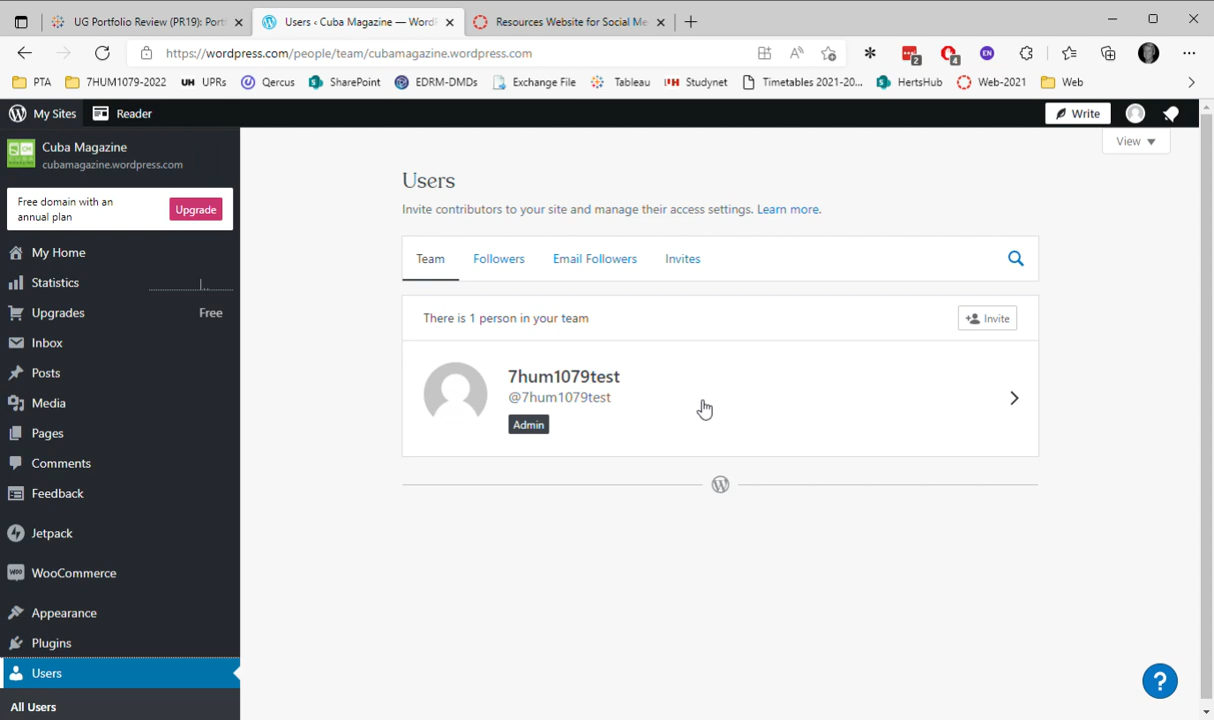 UG Portfolio Review (PR19): Port
Users ‹ Cuba Magazine — Word
Resources Website for Social Me
https://wordpress.com/people/team/cubamagazine.wordpress.com
2
4
EN
PTA
7HUM1079-2022
UH UPRs
Qercus
SharePoint
EDRM-DMDs
Exchange File
Tableau
Studynet
Timetables 2021-20...
HertsHub
Web-2021
Web
My Sites
Reader
Write
Cuba Magazine
cubamagazine.wordpress.com
View
Free domain with an
annual plan
Upgrade
My Home
Statistics
Upgrades
Free
Inbox
Posts
Media
Pages
Comments
Feedback
Jetpack
WooCommerce
Appearance
Plugins
Users
All Users
Users
Invite contributors to your site and manage their access settings. Learn more.
Team
Followers
Email Followers
Invites
There is 1 person in your team
Invite
7hum1079test
@7hum1079test
Admin
?